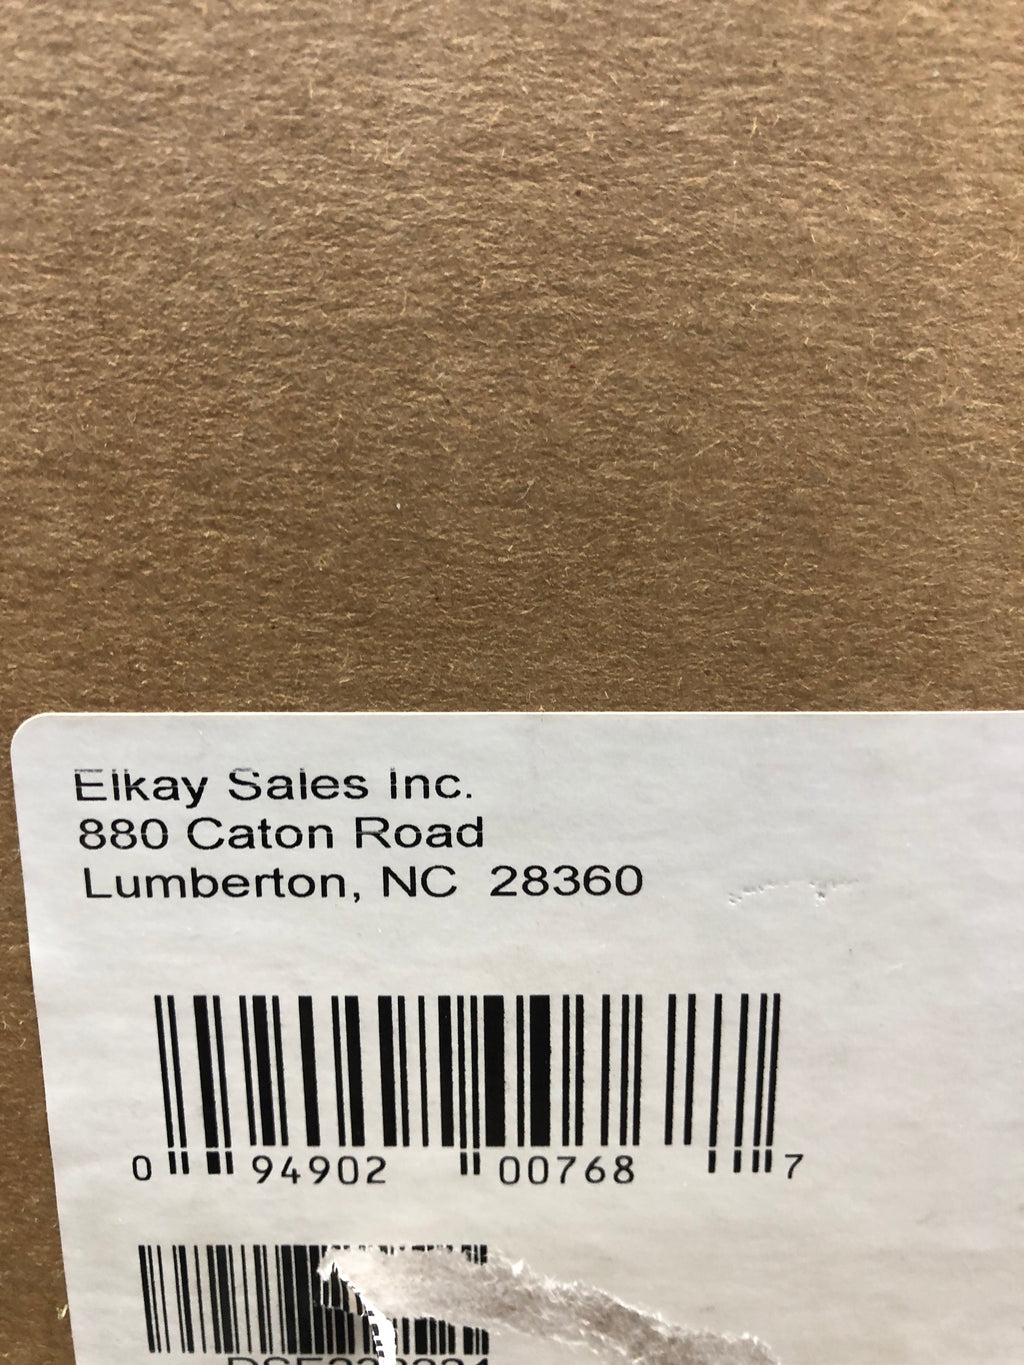 Elkay Sales Inc.
880 Caton Road
Lumberton, NC 28360
0 94902 00768 7